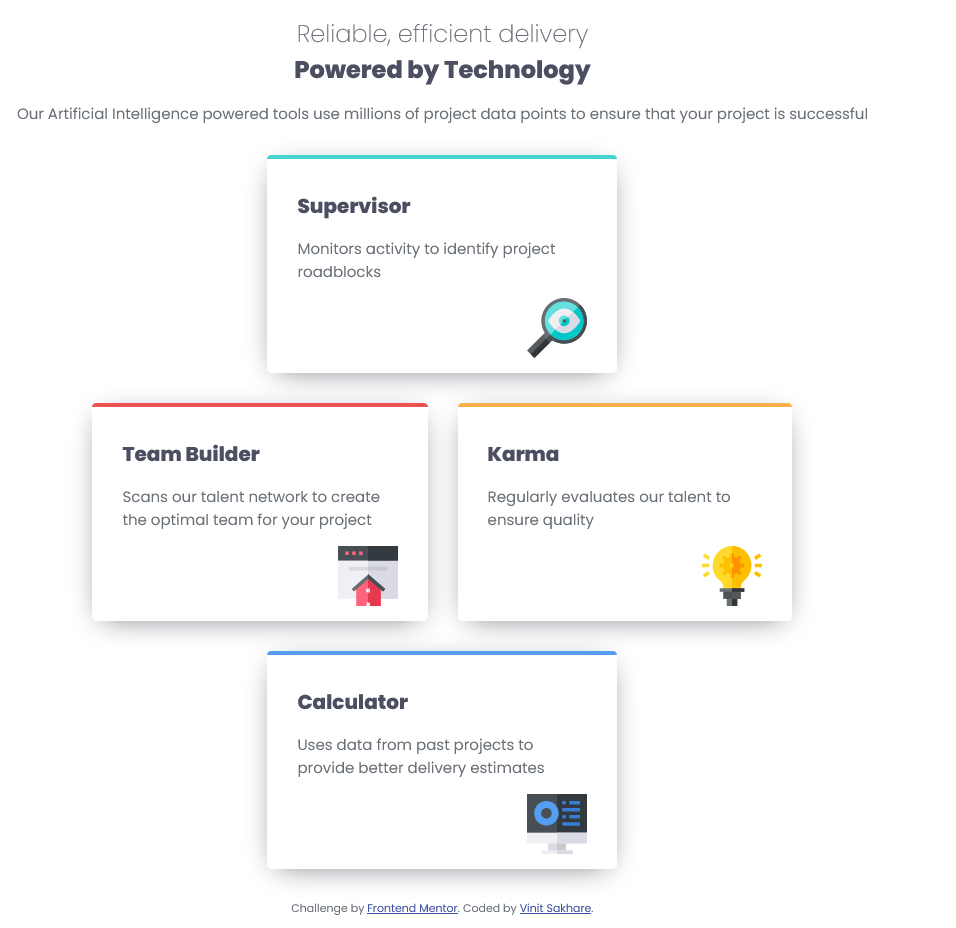 Reliable, efficient delivery
Powered by Technology
Our Artificial Intelligence powered tools use millions of project data points to ensure that your project is successful
Supervisor
Monitors activity to identify project
roadblocks
Team Builder
Scans our talent network to create
the optimal team for your project
Karma
Regularly evaluates our talent to
ensure quality
Calculator
Uses data from past projects to
provide better delivery estimates
Challenge by Frontend Mentor. Coded by Vinit Sakhare.